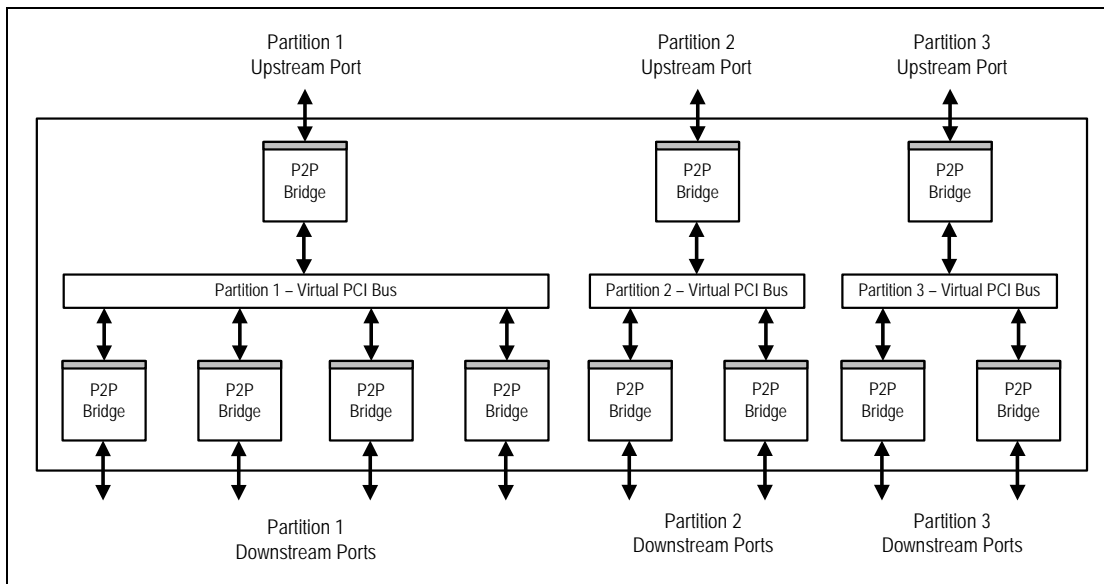 Partition 1
Upstream Port
Partition 2
Upstream Port
Partition 3
Upstream Port
P2P
Bridge
P2P
Bridge
P2P
Bridge
Partition 1 – Virtual PCI Bus
Partition 2 – Virtual PCI Bus
Partition 3 – Virtual PCI Bus
P2P
Bridge
P2P
Bridge
P2P
Bridge
P2P
Bridge
P2P
Bridge
P2P
Bridge
P2P
Bridge
P2P
Bridge
Partition 1
Downstream Ports
Partition 2
Downstream Ports
Partition 3
Downstream Ports